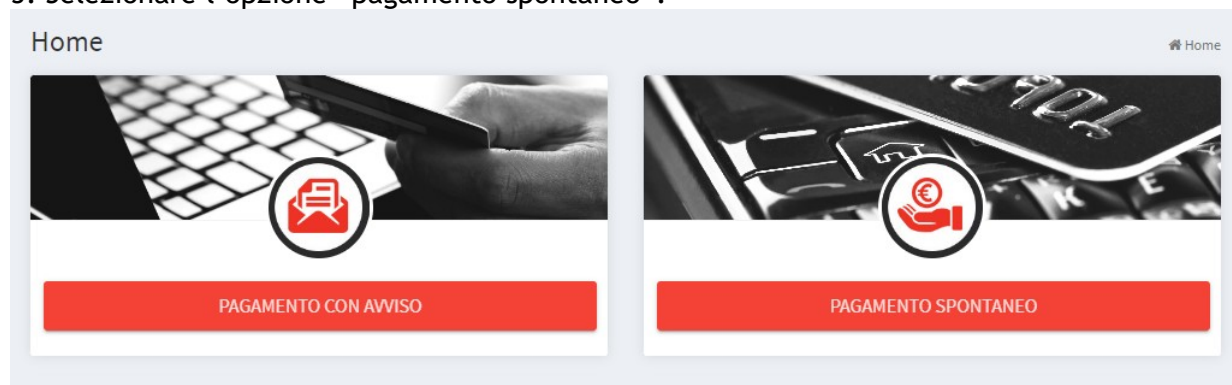 3. Selezionare l'opzione "pagamento spontaneo".
Home
Home
PAGAMENTO CON AVVISO
PAGAMENTO SPONTANEO